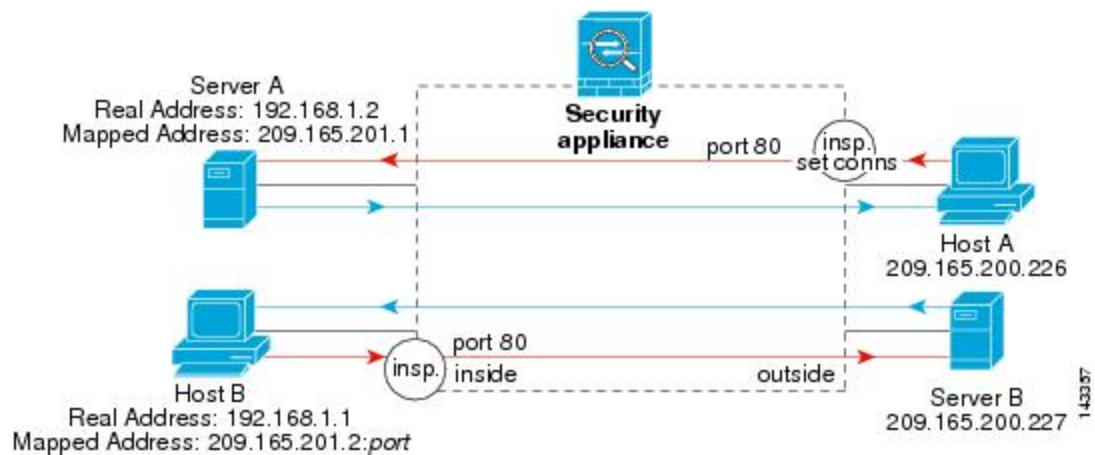 Server A
Real Address: 192.168.1.2
Mapped Address: 209.165.201.1
Security
appliance
port 80
insp.
set conns
Host A
209.165.200.226
port 80
insp.
inside
outside
Host B
Real Address: 192.168.1.1
Mapped Address: 209.165.201.2:port
Server B
209.165.200.227
143357